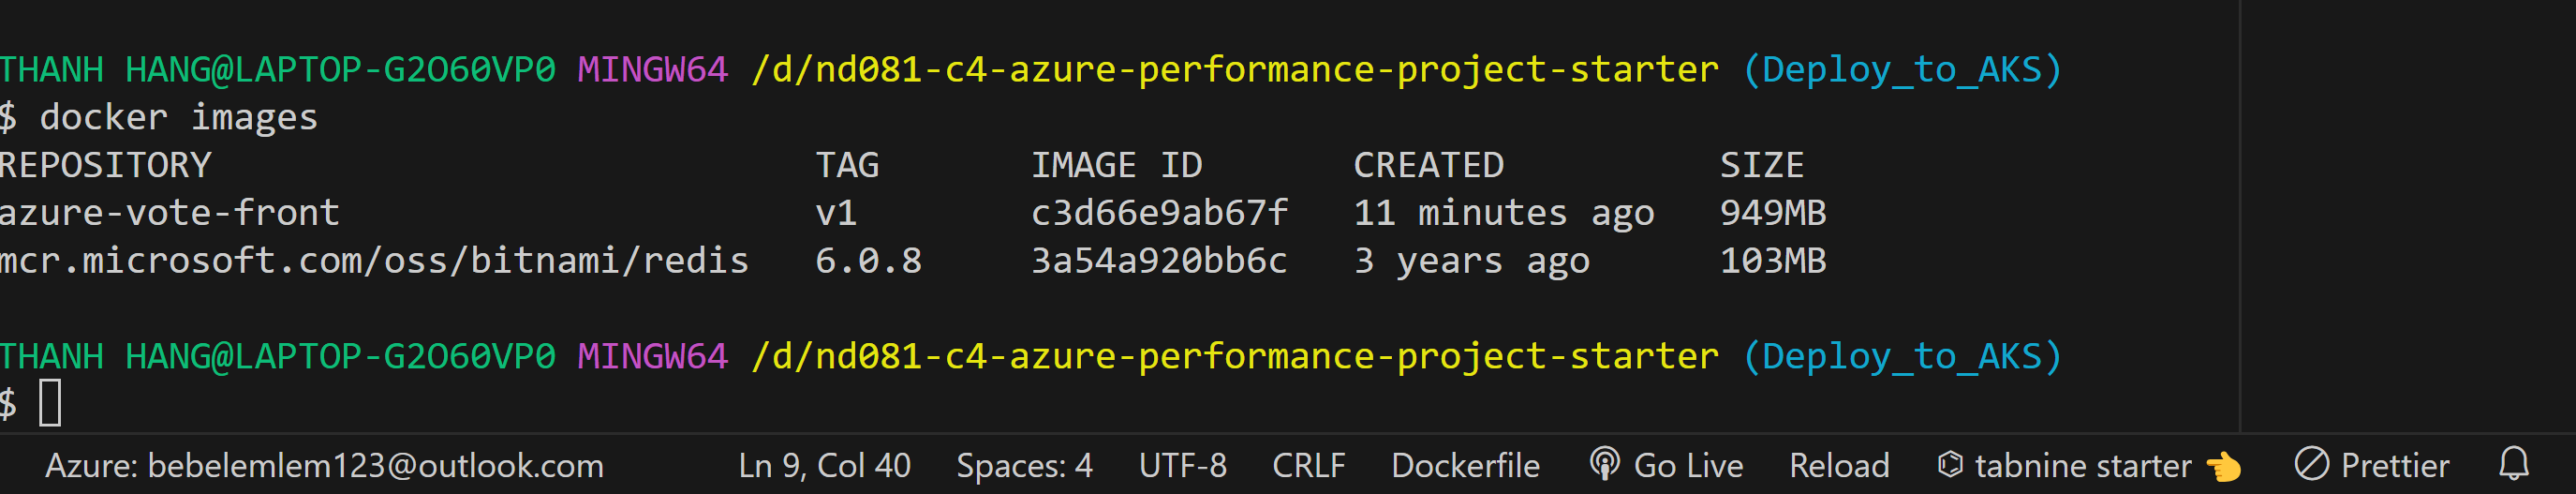 THANH HANG@LAPTOP-G2O60VP0 MINGW64 /d/nd081-c4-azure-performance-project-starter (Deploy_to_AKS)
$ docker images
REPOSITORY TAG IMAGE ID CREATED SIZE
azure-vote-front v1 c3d66e9ab67f 11 minutes ago 949MB
mcr.microsoft.com/oss/bitnami/redis 6.0.8 3a54a920bb6c 3 years ago 103MB
THANH HANG@LAPTOP-G2O60VP0 MINGW64 /d/nd081-c4-azure-performance-project-starter (Deploy_to_AKS)
$
Azure: bebelemlem123@outlook.com Ln 9, Col 40 Spaces: 4 UTF-8 CRLF Dockerfile Go Live Reload tabnine starter 👈 Prettier